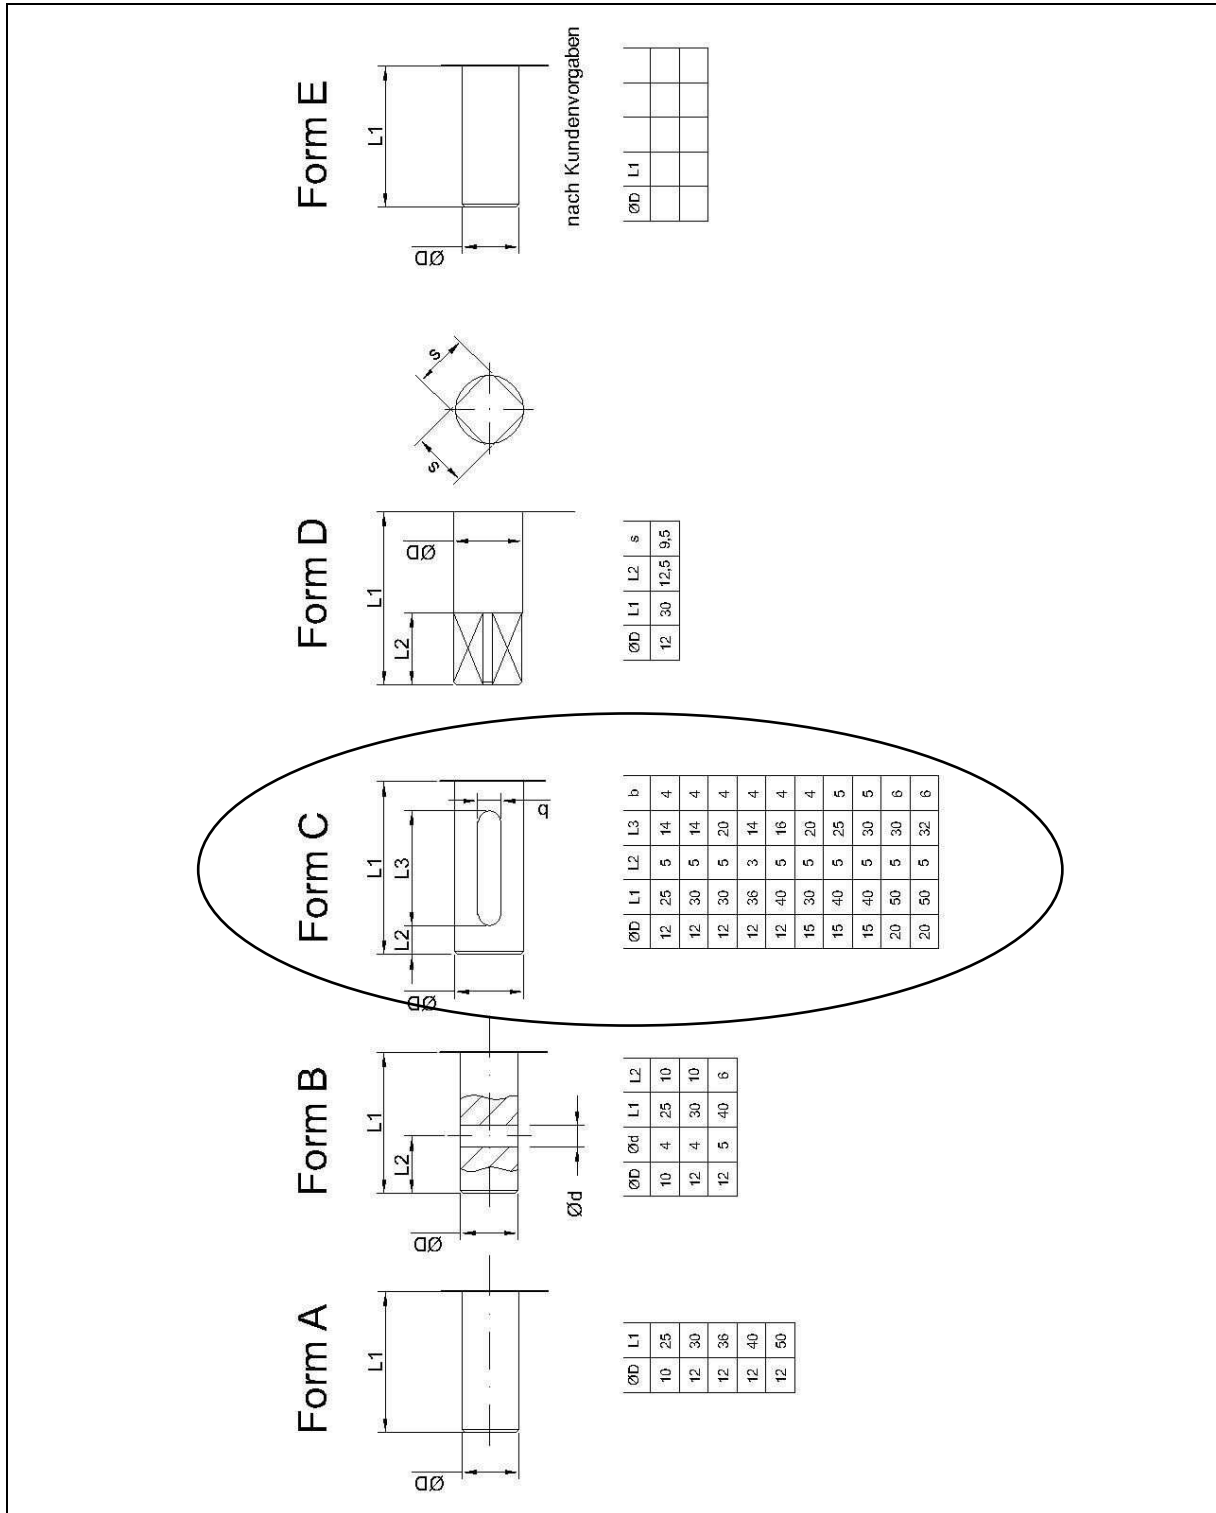 Form A
L1
ØD
ØD L1
10 25
12 30
12 36
12 40
12 50
Form B
L1
L2
ØD
Ød
ØD Ød L1 L2
10 4 25 10
12 4 30 10
12 5 40 6
Form C
L1
L2 L3
ØD
b
ØD L1 L2 L3 b
12 25 5 14 4
12 30 5 14 4
12 30 5 20 4
12 36 3 14 4
12 40 5 16 4
15 30 5 20 4
15 40 5 25 5
15 40 5 30 5
20 50 5 30 6
20 50 5 32 6
Form D
L1
L2
ØD
s
s
ØD L1 L2 s
12 30 12,5 9,5
Form E
L1
ØD
nach Kundenvorgaben
ØD L1